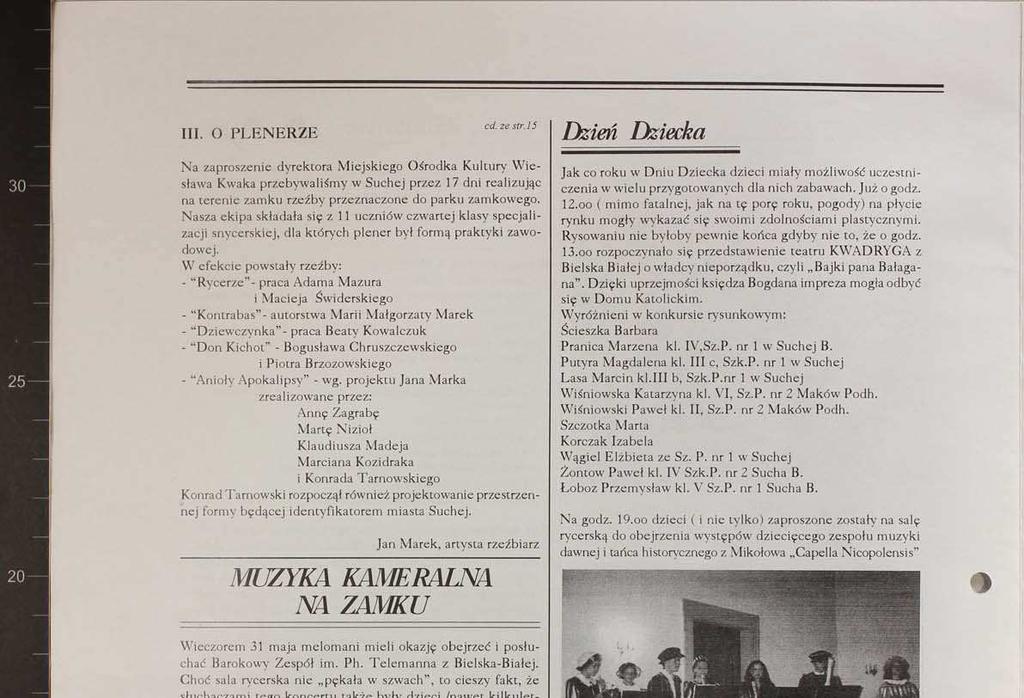 30
25
20
III. O PLENERZE
cd. ze str.15
Na zaproszenie dyrektora Miejskiego Ośrodka Kultury Wie-
sława Kwaka przebywaliśmy w Suchej przez 17 dni realizując
na terenie zamku rzeźby przeznaczone do parku zamkowego.
Nasza ekipa składała się z 11 uczniów czwartej klasy specjali-
zacji snycerskiej, dla których plener był formą praktyki zawo-
dowej.
W efekcie powstały rzeźby:
- “Rycerze”- praca Adama Mazura
i Macieja Świderskiego
- “Kontrabas”- autorstwa Marii Małgorzaty Marek
- “Dziewczynka”- praca Beaty Kowalczuk
- “Don Kichot” - Bogusława Chruszczewskiego
i Piotra Brzozowskiego
- “Anioły Apokalipsy” - wg. projektu Jana Marka
zrealizowane przez:
Annę Zagrabę
Martę Nizioł
Klaudiusza Madeja
Marciana Kozidraka
i Konrada Tarnowskiego
Konrad Tarnowski rozpoczął również projektowanie przestrzen-
nej formy będącej identyfikatorem miasta Suchej.
Jan Marek, artysta rzeźbiarz
MUZYKA KAMERALNA
NA ZAMKU
Wieczorem 31 maja melomani mieli okazję obejrzeć i posłu-
chać Barokowy Zespół im. Ph. Telemanna z Bielska-Białej.
Choć sala rycerska nie „pękała w szwach”, to cieszy fakt, że
słuchaczami tego koncertu także były dzieci (nawet kilkulet-
Dzień Dziecka
Jak co roku w Dniu Dziecka dzieci miały możliwość uczestni-
czenia w wielu przygotowanych dla nich zabawach. Już o godz.
12.oo ( mimo fatalnej, jak na tę porę roku, pogody) na płycie
rynku mogły wykazać się swoimi zdolnościami plastycznymi.
Rysowaniu nie byłoby pewnie końca gdyby nie to, że o godz.
13.oo rozpoczynało się przedstawienie teatru KWADRYGA z
Bielska Białej o władcy nieporządku, czyli „Bajki pana Bałaga-
na”. Dzięki uprzejmości księdza Bogdana impreza mogła odbyć
się w Domu Katolickim.
Wyróżnieni w konkursie rysunkowym:
Ścieszka Barbara
Pranica Marzena kl. IV,Sz.P. nr 1 w Suchej B.
Putyra Magdalena kl. III c, Szk.P. nr 1 w Suchej
Lasa Marcin kl.III b, Szk.P.nr 1 w Suchej
Wiśniowska Katarzyna kl. VI, Sz.P. nr 2 Maków Podh.
Wiśniowski Paweł kl. II, Sz.P. nr 2 Maków Podh.
Szczotka Marta
Korczak Izabela
Wągiel Elżbieta ze Sz. P. nr 1 w Suchej
Żontow Paweł kl. IV Szk.P. nr 2 Sucha B.
Łoboz Przemysław kl. V Sz.P. nr 1 Sucha B.
Na godz. 19.oo dzieci ( i nie tylko) zaproszone zostały na salę
rycerską do obejrzenia występów dziecięcego zespołu muzyki
dawnej i tańca historycznego z Mikołowa „Capella Nicopolensis”